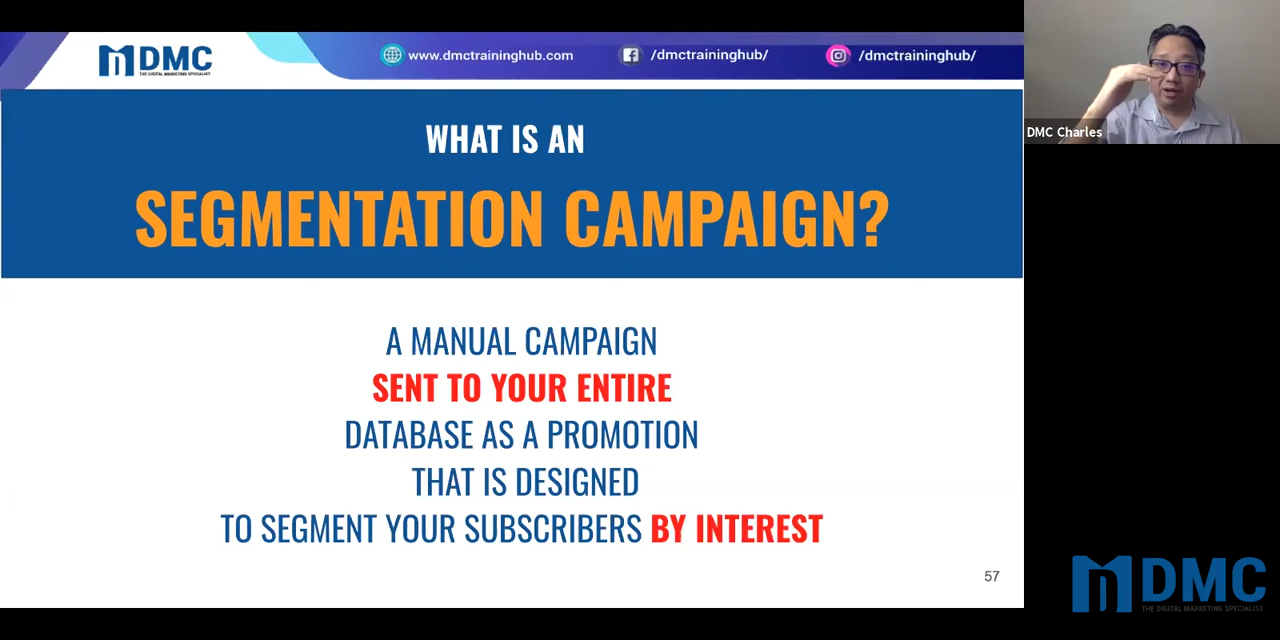 DMC
THE DIGITAL MARKETING SPECIALIST
www.dmctraininghub.com
/dmctraininghub/
/dmctraininghub/
DMC Charles
WHAT IS AN
SEGMENTATION CAMPAIGN?
A MANUAL CAMPAIGN
SENT TO YOUR ENTIRE
DATABASE AS A PROMOTION
THAT IS DESIGNED
TO SEGMENT YOUR SUBSCRIBERS BY INTEREST
57
DMC
THE DIGITAL MARKETING SPECIALIST